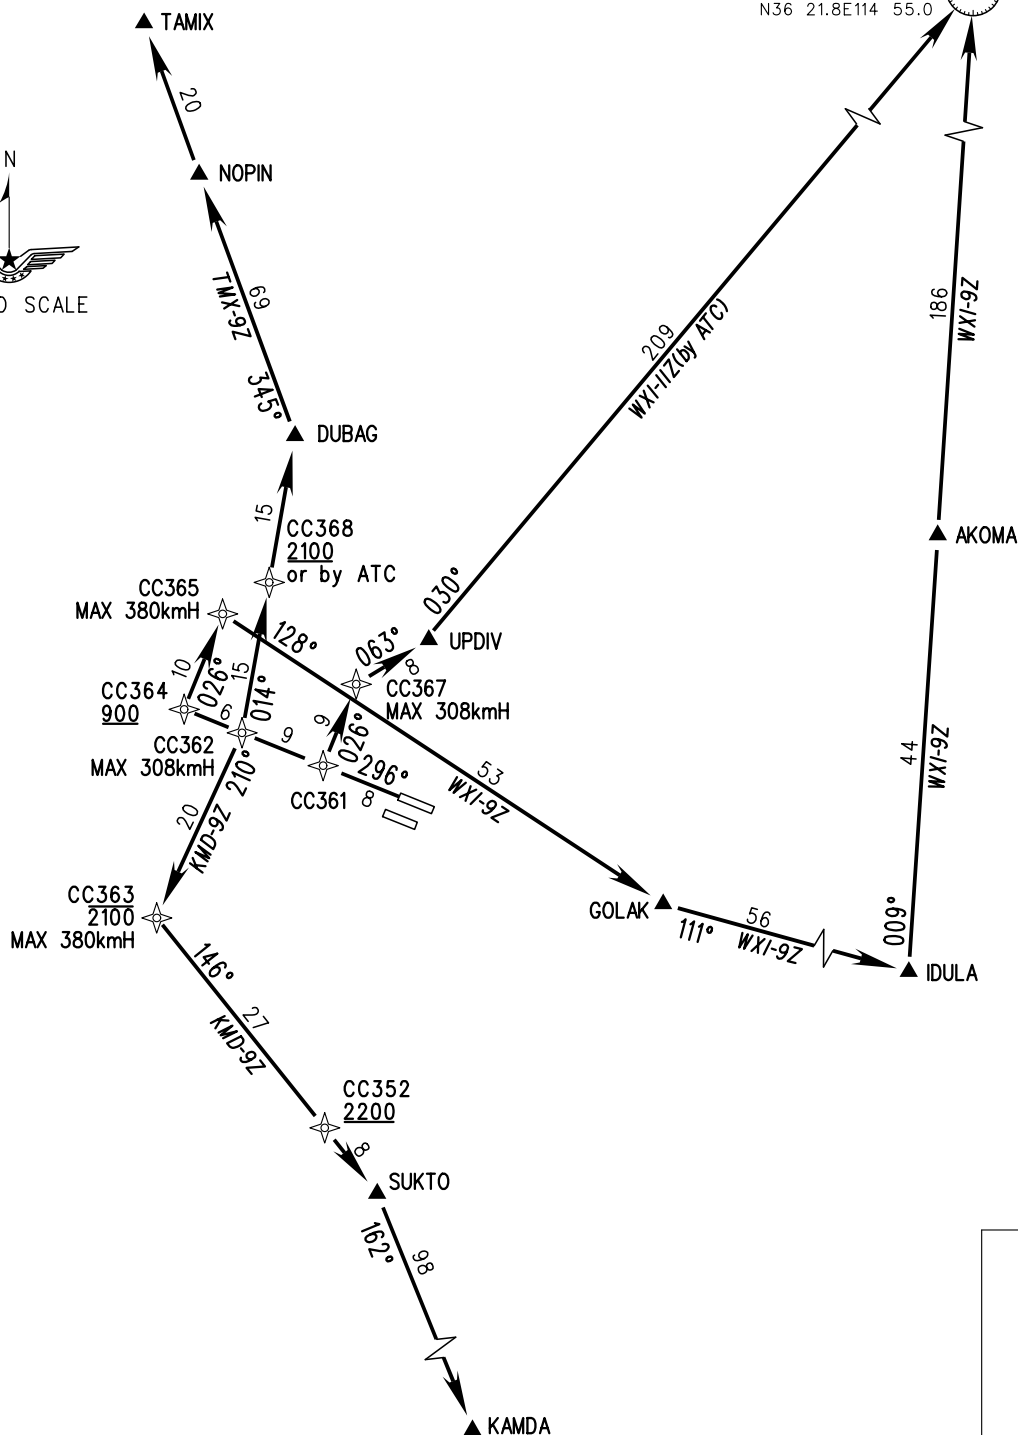 N36 21.8E114 55.0
TAMIX
20
N
NOPIN
O SCALE
69
TMX-9Z
345°
186
WXI-9Z
209
WXI-11Z(by ATC)
DUBAG
15
CC368
2100
or by ATC
AKOMA
CC365
MAX 380kmH
128°
030°
063°
8
UPDIV
10
026°
15
014°
CC364
900
6
CC367
MAX 308kmH
9
026°
CC362
MAX 308kmH
9
210°
296°
8
CC361
53
WXI-9Z
44
WXI-9Z
20
KMD-9Z
CC363
2100
MAX 380kmH
GOLAK
111°
56
WXI-9Z
009°
IDULA
146°
27
KMD-9Z
CC352
2200
8
SUKTO
162°
98
KAMDA